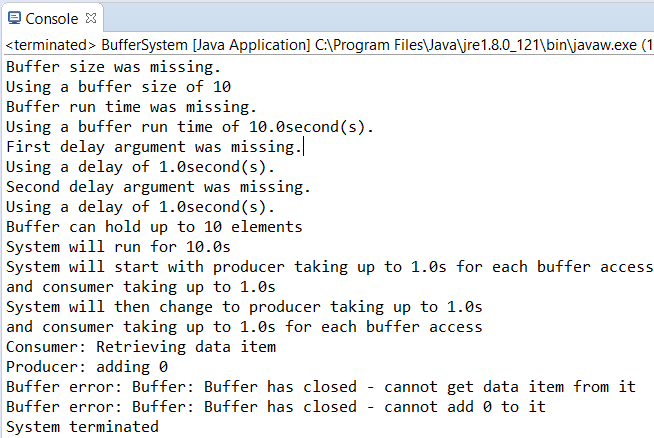 Console
<terminated> BufferSystem [Java Application] C:\Program Files\Java\jre1.8.0_121\bin\javaw.exe (1
Buffer size was missing.
Using a buffer size of 10
Buffer run time was missing.
Using a buffer run time of 10.0second(s).
First delay argument was missing.
Using a delay of 1.0second(s).
Second delay argument was missing.
Using a delay of 1.0second(s).
Buffer can hold up to 10 elements
System will run for 10.0s
System will start with producer taking up to 1.0s for each buffer access
and consumer taking up to 1.0s
System will then change to producer taking up to 1.0s
and consumer taking up to 1.0s for each buffer access
Consumer: Retrieving data item
Producer: adding 0
Buffer error: Buffer: Buffer has closed - cannot get data item from it
Buffer error: Buffer: Buffer has closed - cannot add 0 to it
System terminated